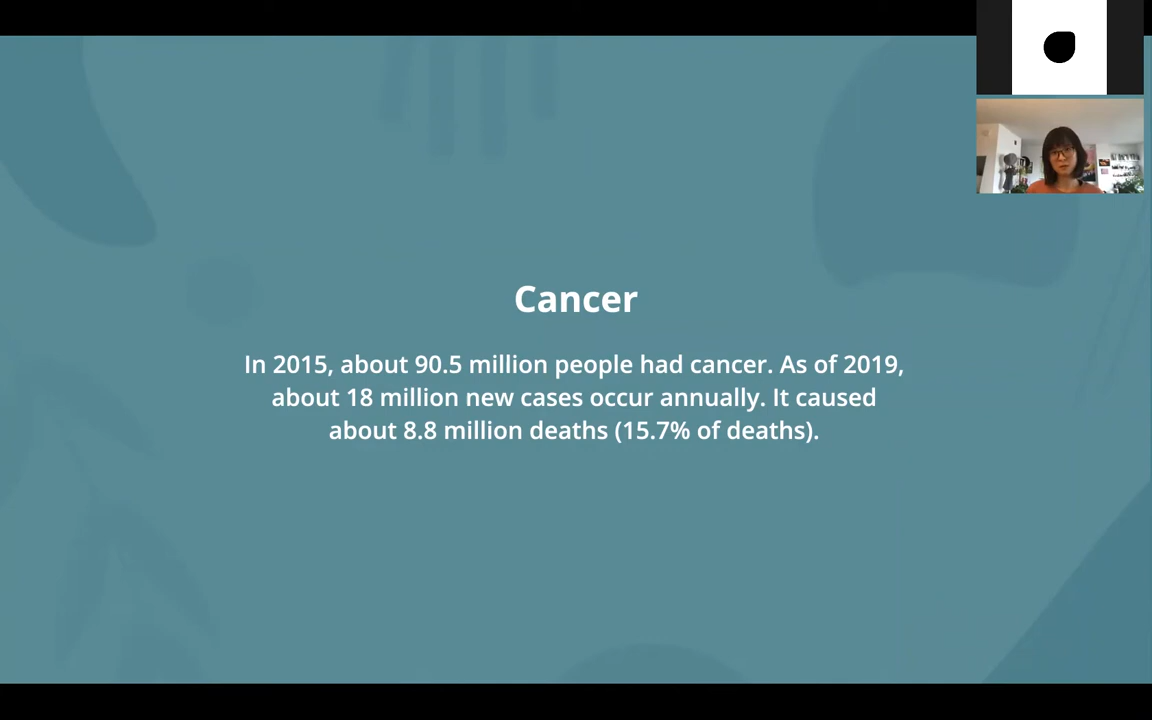 Cancer
In 2015, about 90.5 million people had cancer. As of 2019,
about 18 million new cases occur annually. It caused
about 8.8 million deaths (15.7% of deaths).